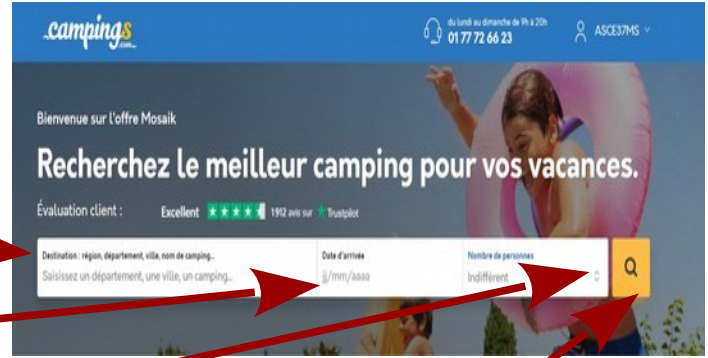 campings
.com
du lundi au dimanche de 9h à 20h
01 77 72 66 23
ASCE37MS
Bienvenue sur l'offre Mosaik
Recherchez le meilleur camping pour vos vacances.
Évaluation client : Excellent 1912 avis sur Trustpilot
Destination : région, département, ville, nom de camping... Date d'arrivée Nombre de personnes
Saisissez un département, une ville, un camping... jj/mm/aaaa Indifférent